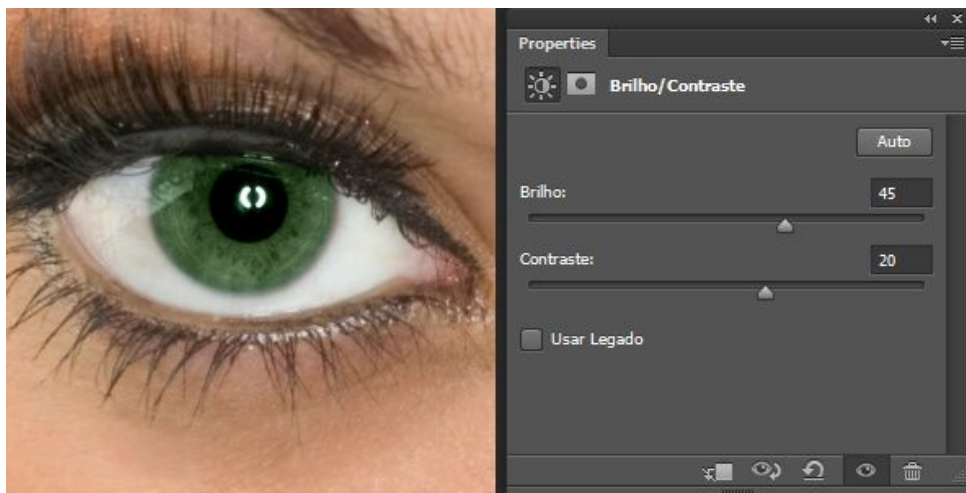 Properties
Brilho/Contraste
Auto
Brilho: 45
Contraste: 20
Usar Legado